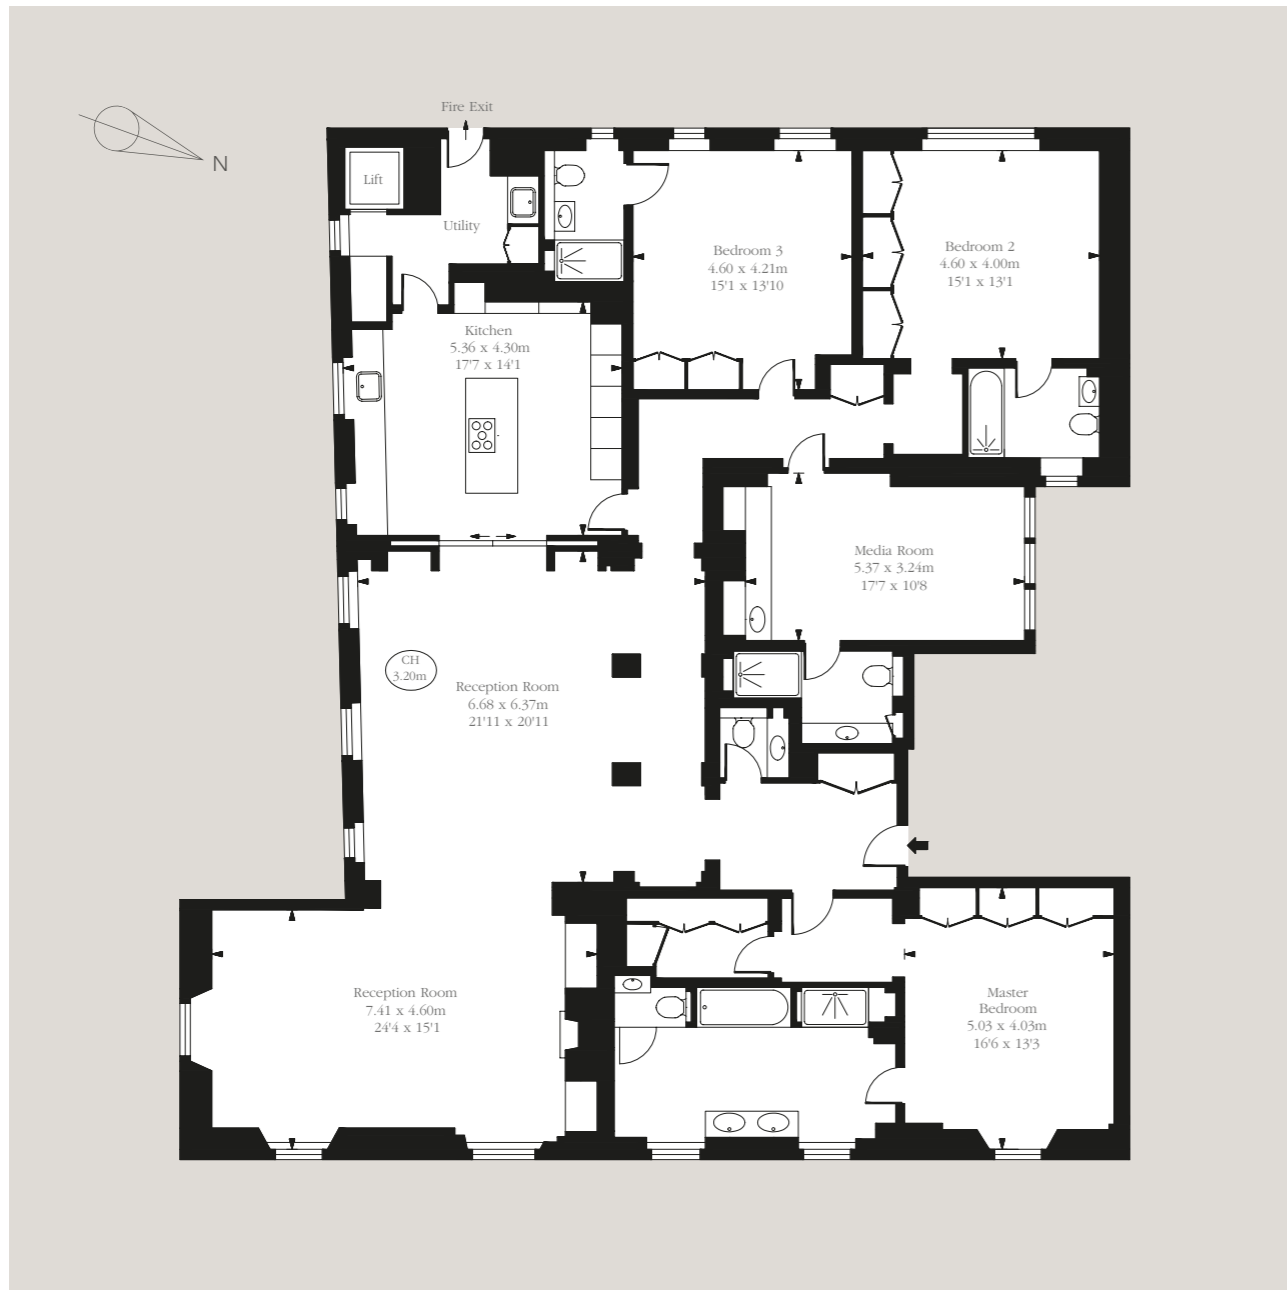 Fire Exit
N
Lift
Utility
Bedroom 3
4.60 x 4.21m
15'1 x 13'10
Bedroom 2
4.60 x 4.00m
15'1 x 13'1
Kitchen
5.36 x 4.30m
17'7 x 14'1
Media Room
5.37 x 3.24m
17'7 x 10'8
CH
3.20m
Reception Room
6.68 x 6.37m
21'11 x 20'11
Reception Room
7.41 x 4.60m
24'4 x 15'1
Master
Bedroom
5.03 x 4.03m
16'6 x 13'3